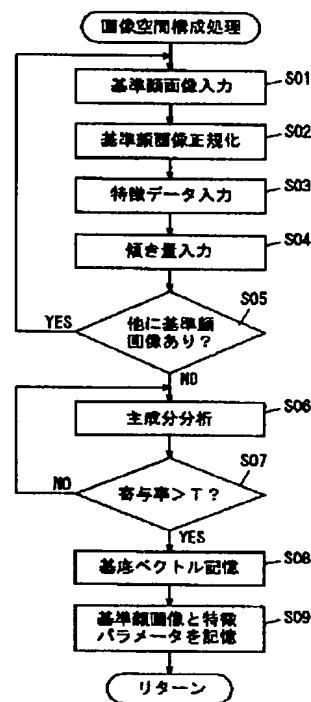 画像空間構成処理
基準顔画像入力
S01
基準顔画像正規化
S02
特徴データ入力
S03
傾き量入力
S04
他に基準顔
画像あり?
S05
YES
NO
主成分分析
S06
寄与率>T?
S07
NO
YES
基底ベクトル記憶
S08
基準顔画像と特徴
パラメータを記憶
S09
リターン